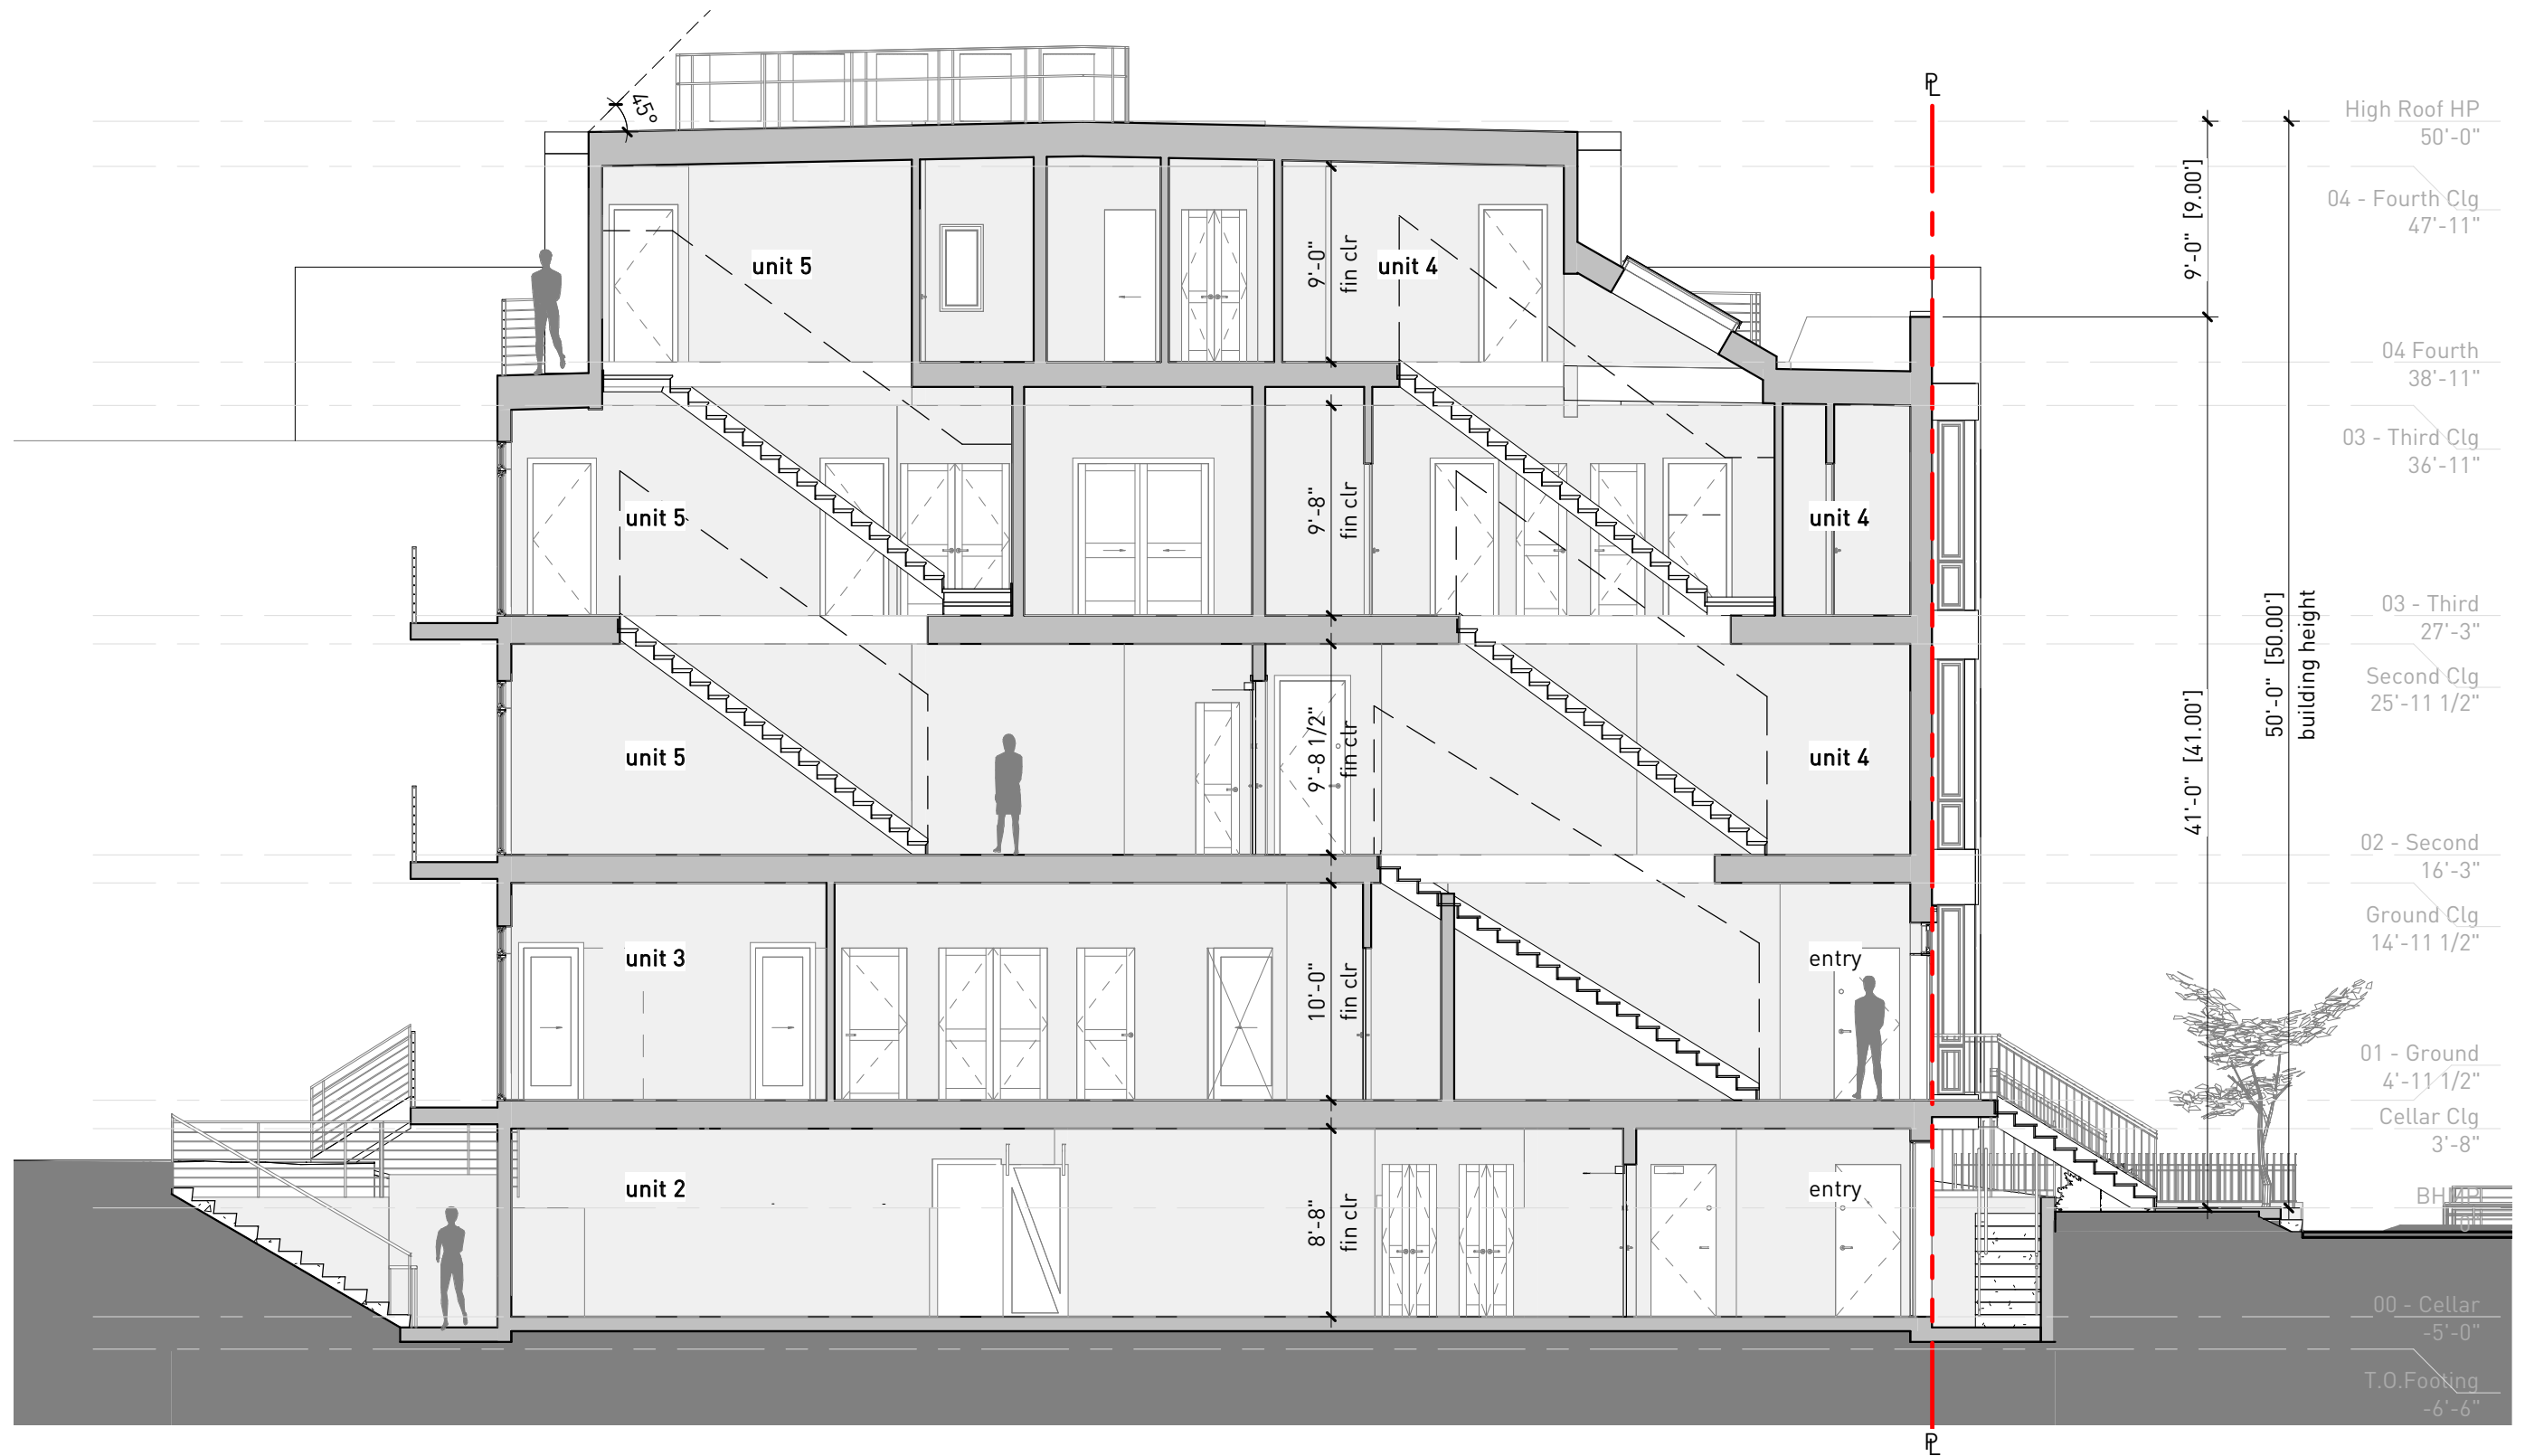 PL
45°
High Roof HP
50'-0"
04 - Fourth Clg
47'-11"
9'-0" [9.00']
unit 5
9'-0"
fin clr
unit 4
04 Fourth
38'-11"
03 - Third Clg
36'-11"
unit 5
9'-8"
fin clr
unit 4
03 - Third
27'-3"
50'-0" [50.00']
building height
Second Clg
25'-11 1/2"
41'-0" [41.00']
unit 5
9'-8 1/2"
fin clr
unit 4
02 - Second
16'-3"
Ground Clg
14'-11 1/2"
unit 3
10'-0"
fin clr
entry
01 - Ground
4'-11 1/2"
Cellar Clg
3'-8"
unit 2
8'-8"
fin clr
entry
BHMP
0"
00 - Cellar
-5'-0"
T.O.Footing
-6'-6"
PL